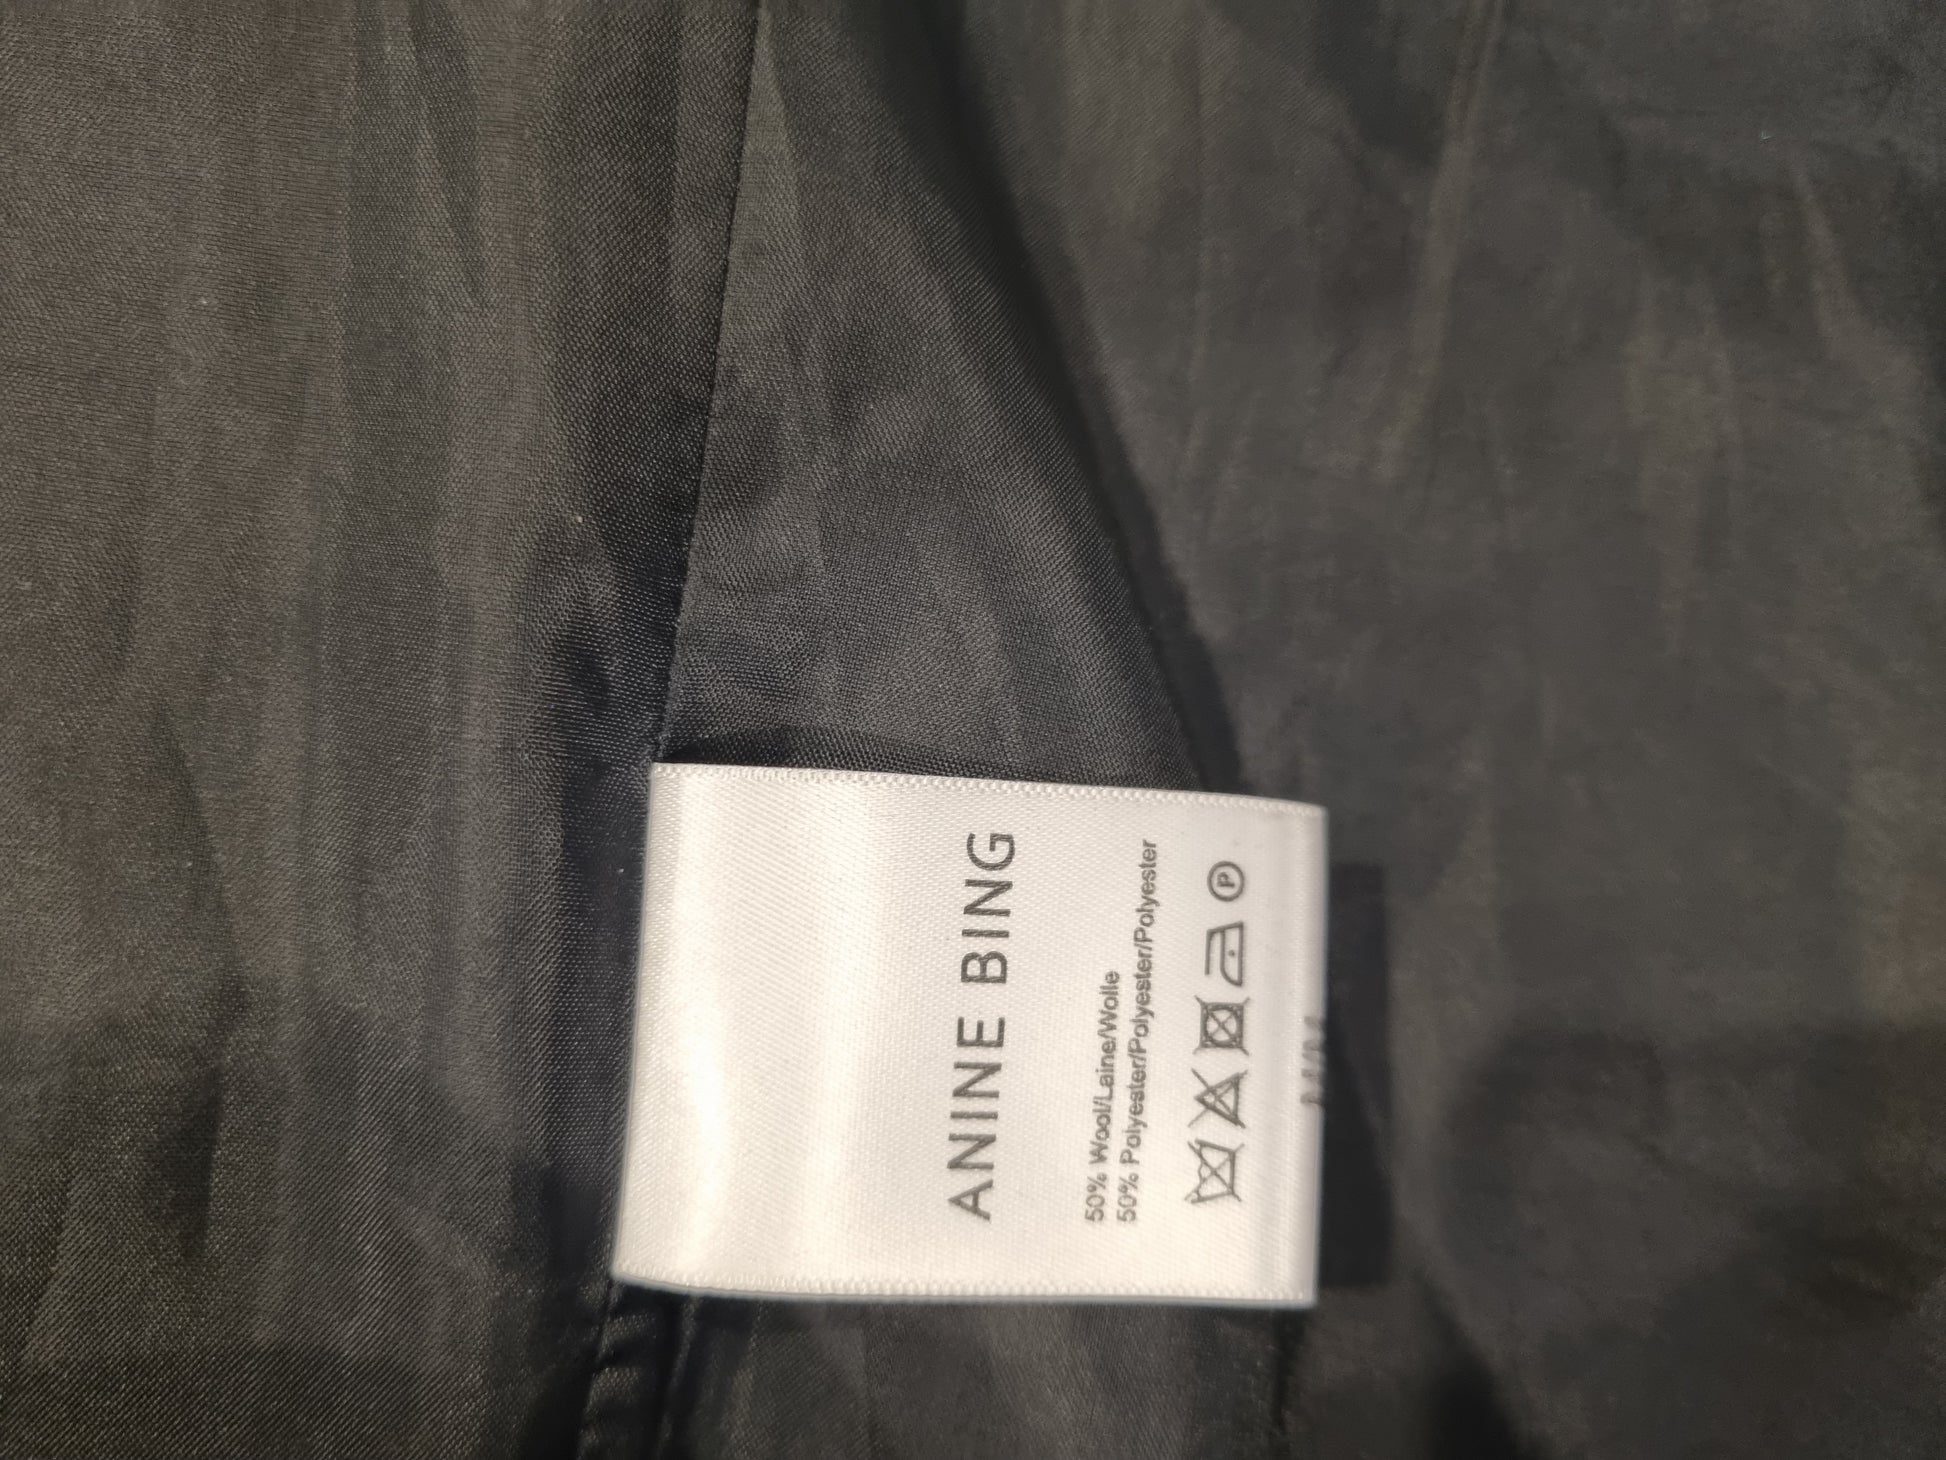 ANINE BING
50% Wool/Laine/Wolle
50% Polyester/Polyester/Polyester
P